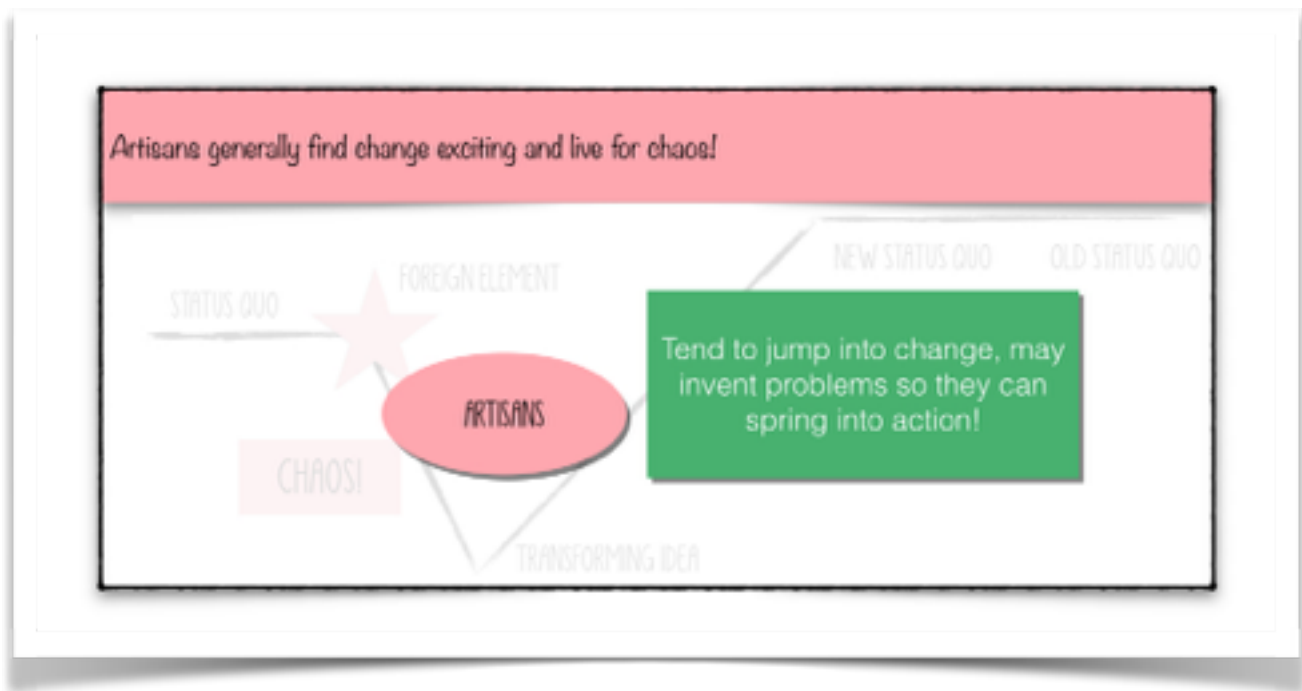 Artisans generally find change exciting and live for chaos!
NEW STATUS QUO
OLD STATUS QUO
FOREIGN ELEMENT
STATUS QUO
Tend to jump into change, may
invent problems so they can
spring into action!
ARTISANS
CHAOS!
TRANSFORMING IDEA